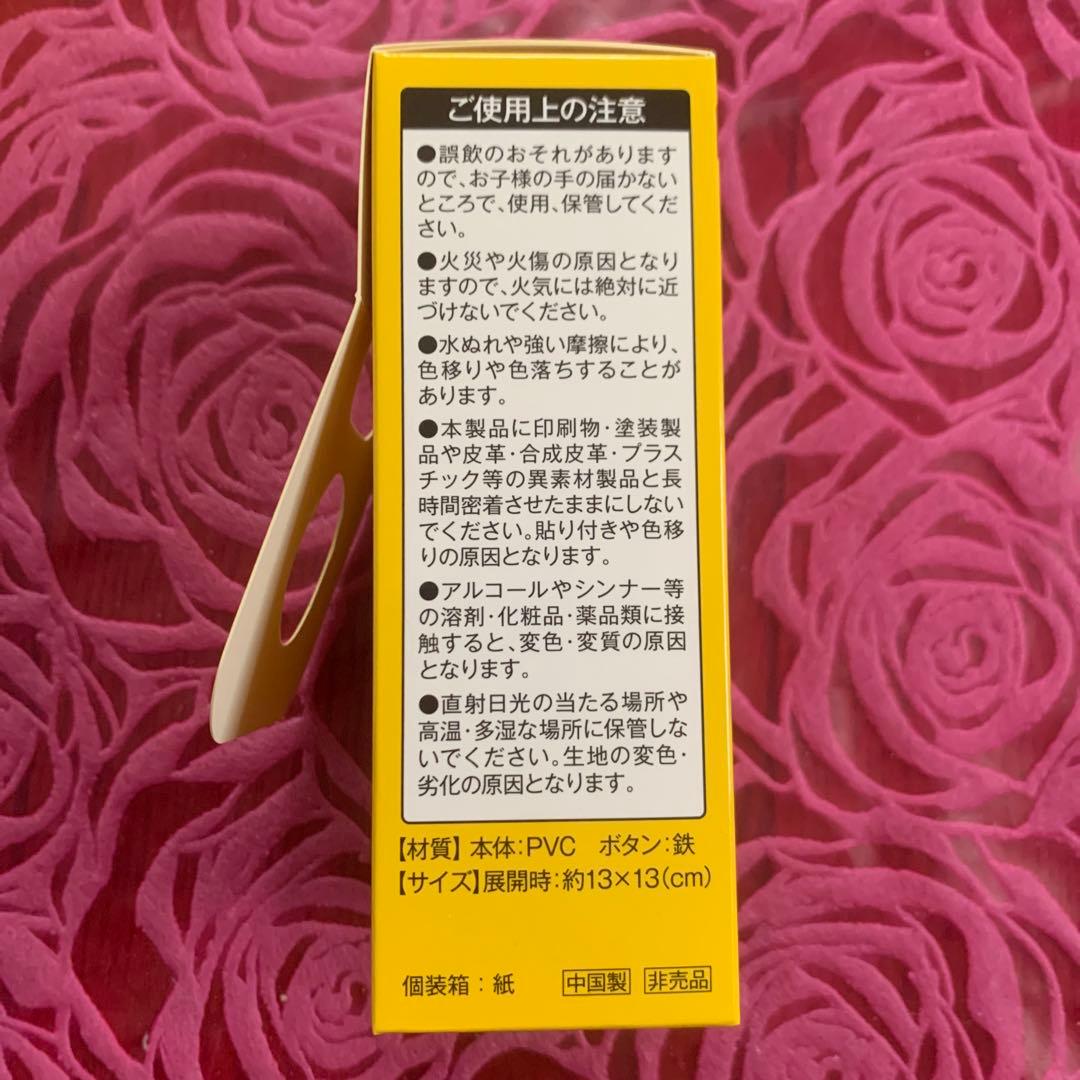 ご使用上の注意
●誤飲のおそれがあります
ので、お子様の手の届かない
ところで、使用、保管してくだ
さい。
●火災や火傷の原因となり
ますので、火気には絶対に近
づけないでください。
●水ぬれや強い摩擦により、
色移りや色落ちすることが
あります。
●本製品に印刷物・塗装製
品や皮革・合成皮革・プラス
チック等の異素材製品と長
時間密着させたままにしない
でください。貼り付きや色移
りの原因となります。
●アルコールやシンナー等
の溶剤・化粧品・薬品類に接
触すると、変色・変質の原因
となります。
●直射日光の当たる場所や
高温・多湿な場所に保管しな
いでください。生地の変色・
劣化の原因となります。
【材質】本体：PVC　ボタン：鉄
【サイズ】展開時：約13×13（cm）
個装箱：紙　中国製　非売品